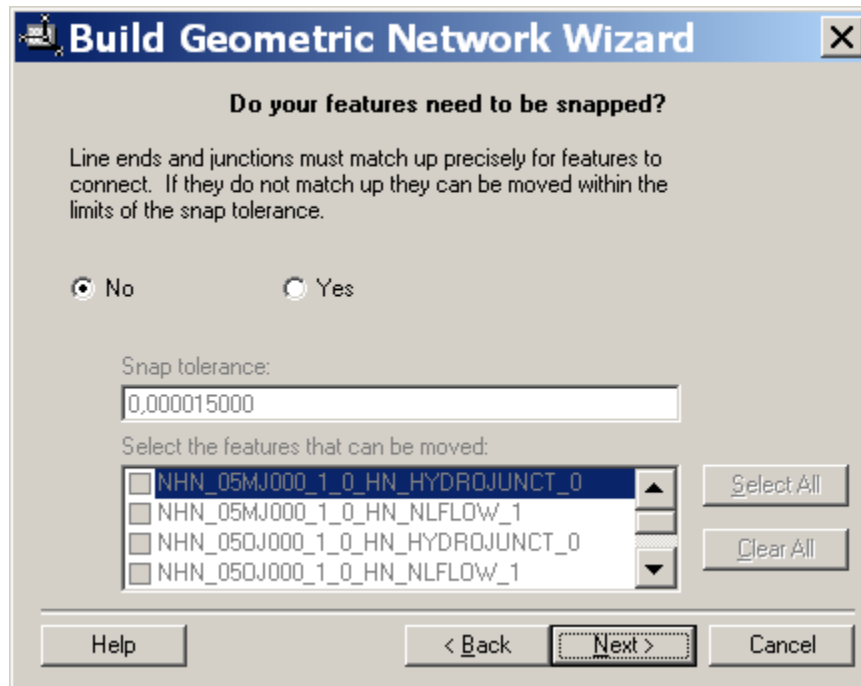 Build Geometric Network Wizard
Do your features need to be snapped?
Line ends and junctions must match up precisely for features to
connect. If they do not match up they can be moved within the
limits of the snap tolerance.
No Yes
Snap tolerance:
0,000015000
Select the features that can be moved:
NHN_05MJ000_1_0_HN_HYDROJUNCT_0
NHN_05MJ000_1_0_HN_NLFLOW_1
NHN_05OJ000_1_0_HN_HYDROJUNCT_0
NHN_05OJ000_1_0_HN_NLFLOW_1
Select All
Clear All
Help < Back Next > Cancel